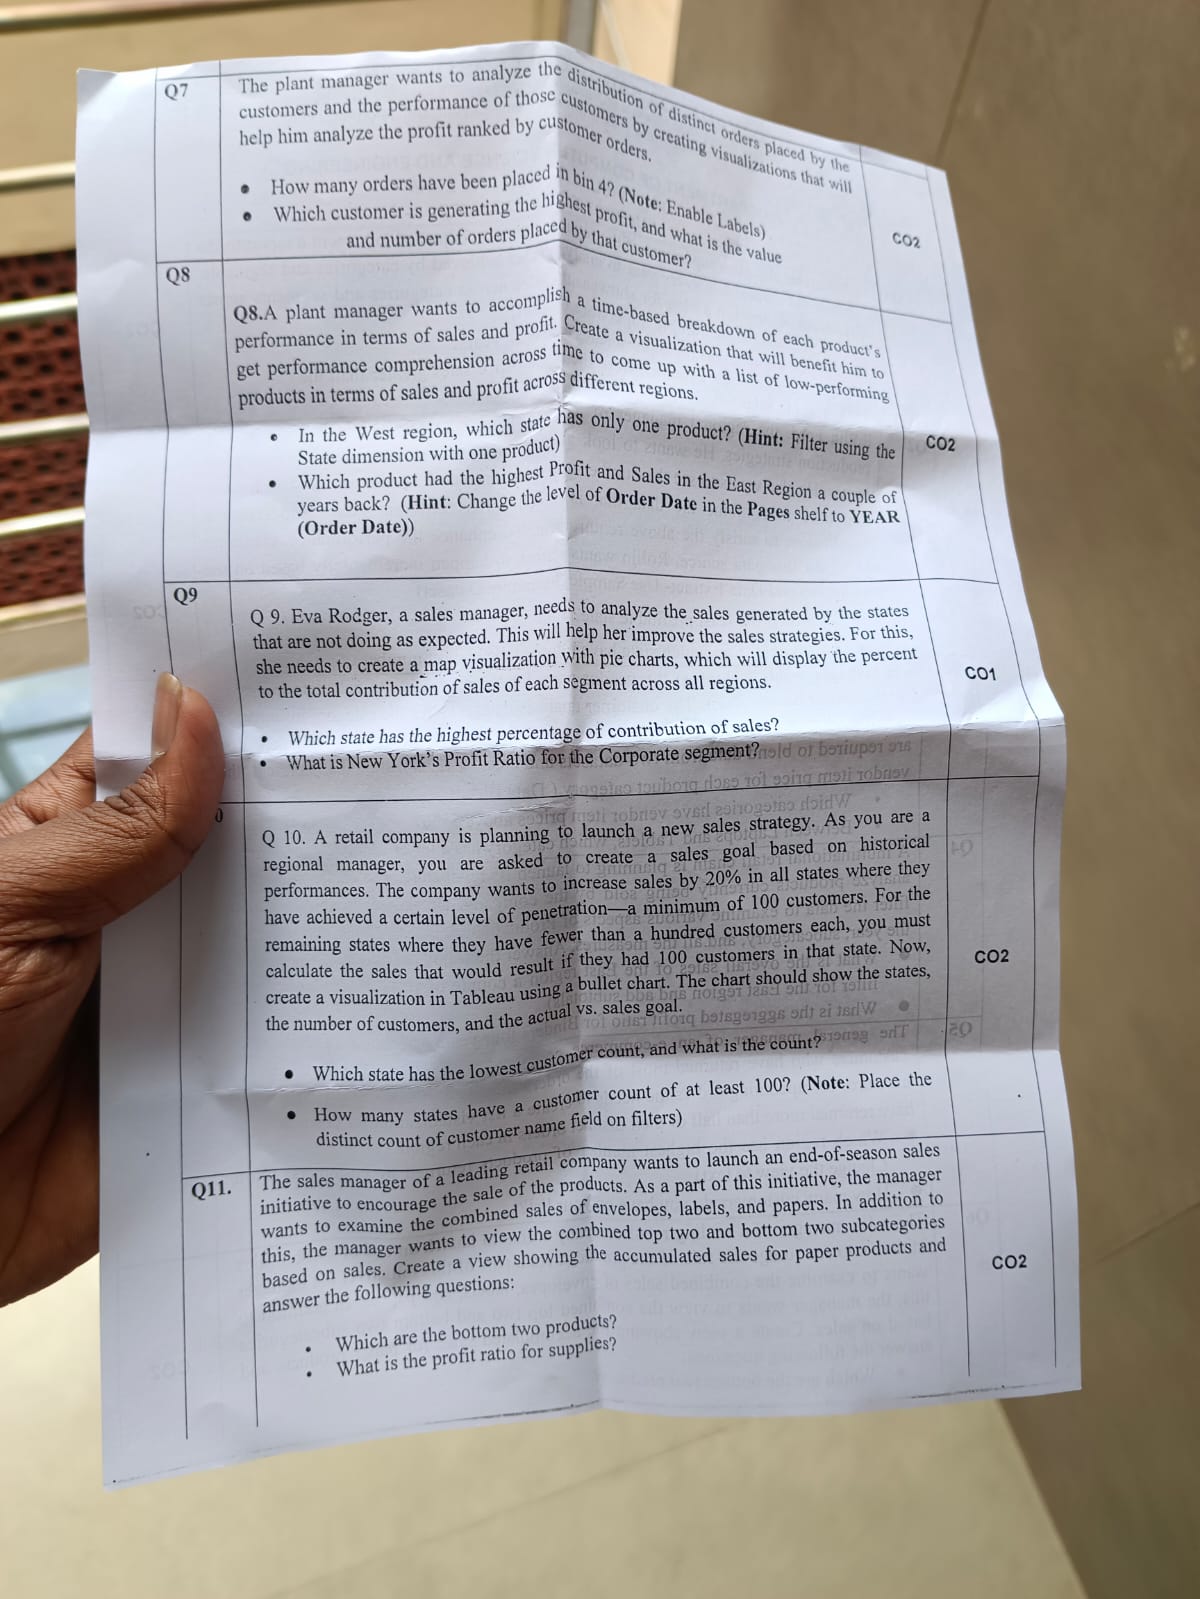 Q7
The plant manager wants to analyze the distribution of distinct orders placed by the
customers and the performance of those customers by creating visualizations that will
help him analyze the profit ranked by customer orders.
• How many orders have been placed in bin 4? (Note: Enable Labels)
• Which customer is generating the highest profit, and what is the value
and number of orders placed by that customer?
CO2
Q8
Q8.A plant manager wants to accomplish a time-based breakdown of each product's
performance in terms of sales and profit. Create a visualization that will benefit him to
get performance comprehension across time to come up with a list of low-performing
products in terms of sales and profit across different regions.
• In the West region, which state has only one product? (Hint: Filter using the
State dimension with one product)
• Which product had the highest Profit and Sales in the East Region a couple of
years back? (Hint: Change the level of Order Date in the Pages shelf to YEAR
(Order Date))
CO2
Q9
Q 9. Eva Rodger, a sales manager, needs to analyze the sales generated by the states
that are not doing as expected. This will help her improve the sales strategies. For this,
she needs to create a map visualization with pie charts, which will display the percent
to the total contribution of sales of each segment across all regions.
• Which state has the highest percentage of contribution of sales?
• What is New York's Profit Ratio for the Corporate segment?
CO1
0
Q 10. A retail company is planning to launch a new sales strategy. As you are a
regional manager, you are asked to create a sales goal based on historical
performances. The company wants to increase sales by 20% in all states where they
have achieved a certain level of penetration—a minimum of 100 customers. For the
remaining states where they have fewer than a hundred customers each, you must
calculate the sales that would result if they had 100 customers in that state. Now,
create a visualization in Tableau using a bullet chart. The chart should show the states,
the number of customers, and the actual vs. sales goal.
• Which state has the lowest customer count, and what is the count?
• How many states have a customer count of at least 100? (Note: Place the
distinct count of customer name field on filters)
CO2
Q11.
The sales manager of a leading retail company wants to launch an end-of-season sales
initiative to encourage the sale of the products. As a part of this initiative, the manager
wants to examine the combined sales of envelopes, labels, and papers. In addition to
this, the manager wants to view the combined top two and bottom two subcategories
based on sales. Create a view showing the accumulated sales for paper products and
answer the following questions:
• Which are the bottom two products?
• What is the profit ratio for supplies?
CO2